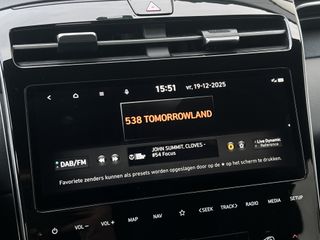 15:51
vr, 19-12-2025
538 TOMORROWLAND
DAB/FM
JOHN SUMMIT, CLOVES -
#54 Focus
Live Dynamic
Reference
Favoriete zenders kunnen als presets worden opgeslagen door op de ★ op het scherm te drukken.
VOL -
VOL +
MAP
NAV
<SEEK
TRACK>
RADIO
MEDIA
SETUP